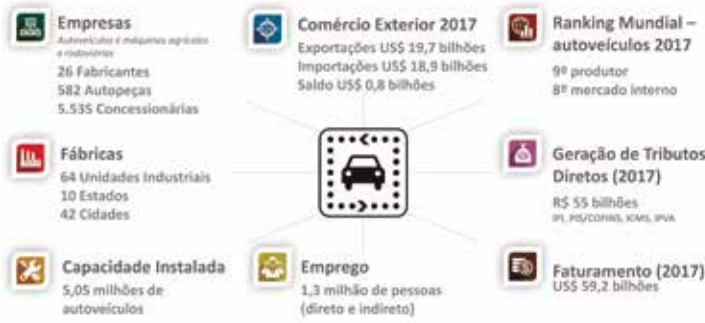 Empresas
Autoveículos e máquinas agrícolas
e rodoviárias
26 Fabricantes
582 Autopeças
5.535 Concessionárias
Comércio Exterior 2017
Exportações US$ 19,7 bilhões
Importações US$ 18,9 bilhões
Saldo US$ 0,8 bilhões
Ranking Mundial –
autoveículos 2017
9º produtor
8º mercado interno
Fábricas
64 Unidades Industriais
10 Estados
42 Cidades
Geração de Tributos
Diretos (2017)
R$ 55 bilhões
IPI, PIS/COFINS, ICMS, IPVA
Capacidade Instalada
5,05 milhões de
autoveículos
Emprego
1,3 milhão de pessoas
(direto e indireto)
Faturamento (2017)
US$ 59,2 bilhões